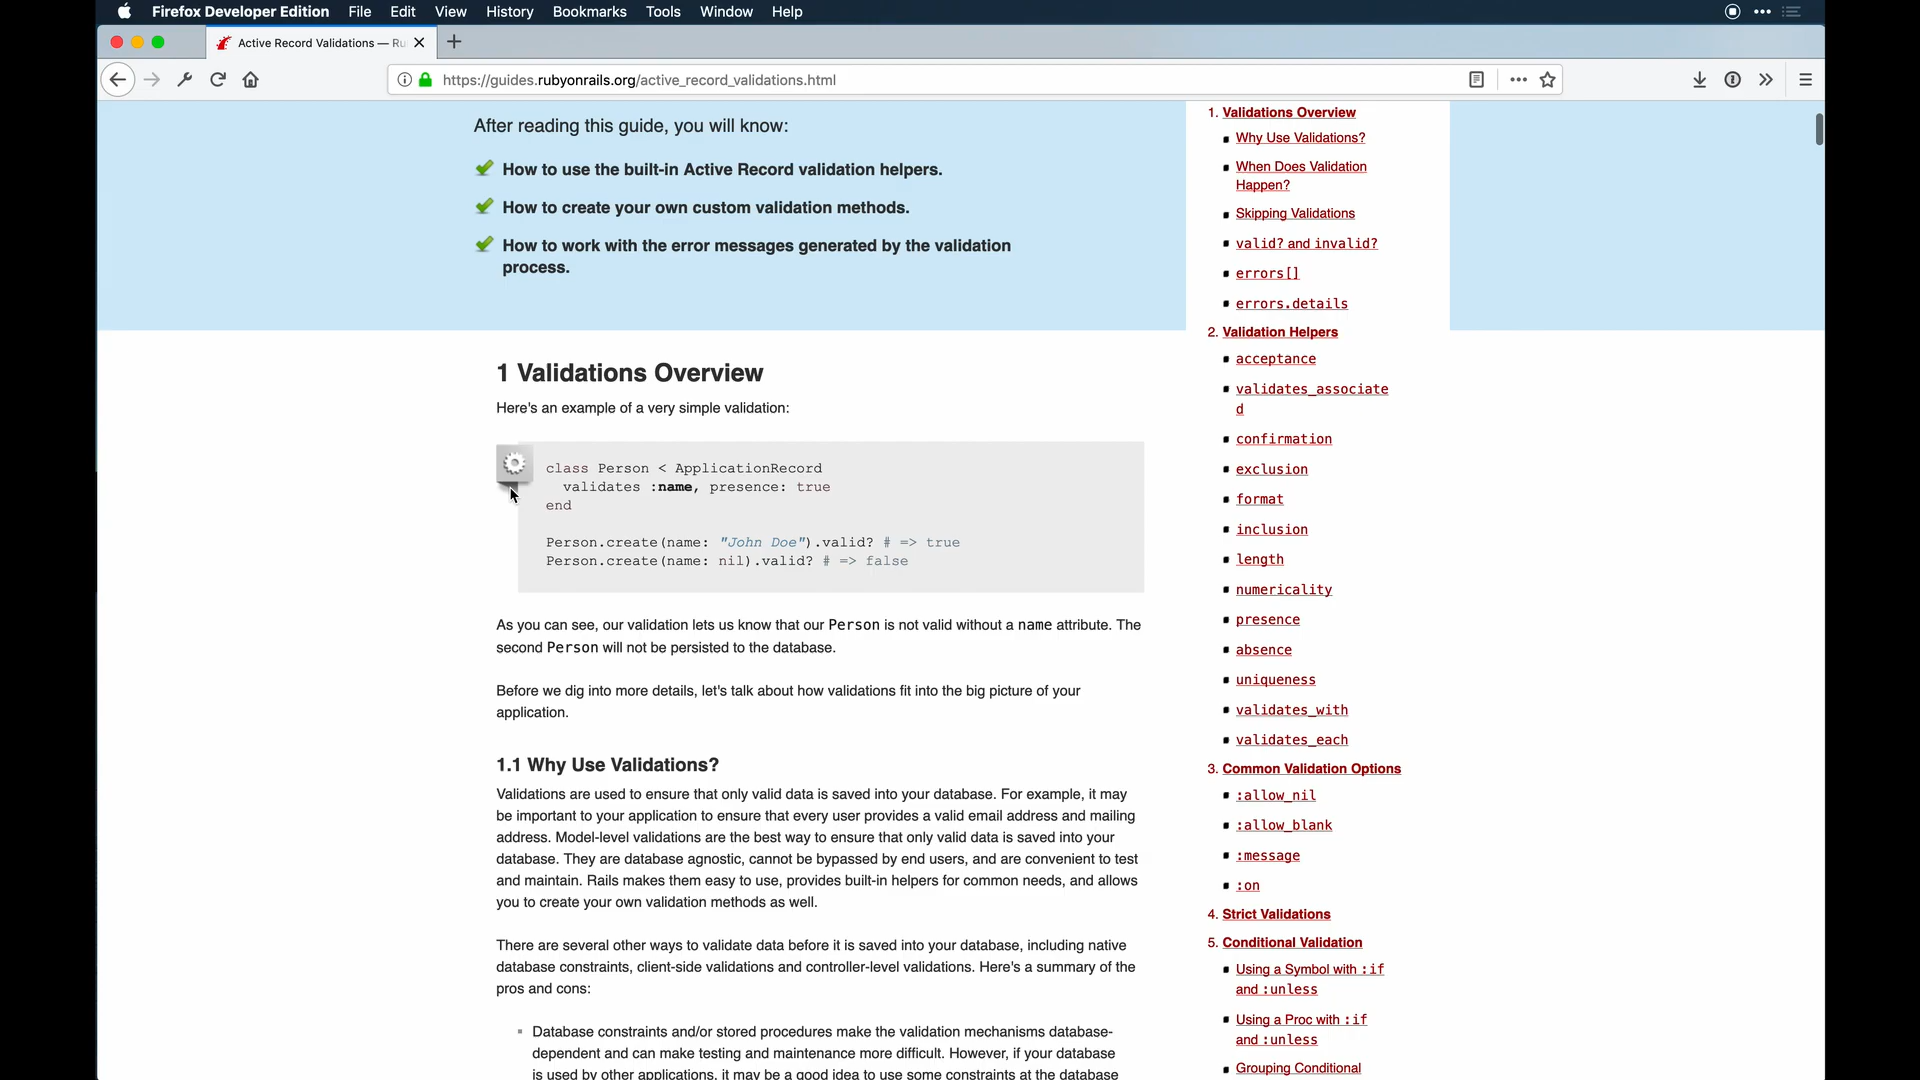 Firefox Developer Edition File Edit View History Bookmarks Tools Window Help
Active Record Validations — Ru
https://guides.rubyonrails.org/active_record_validations.html
After reading this guide, you will know:
How to use the built-in Active Record validation helpers.
How to create your own custom validation methods.
How to work with the error messages generated by the validation
process.
1 Validations Overview
Here's an example of a very simple validation:
class Person < ApplicationRecord
validates :name, presence: true
end
Person.create(name: "John Doe").valid? # => true
Person.create(name: nil).valid? # => false
As you can see, our validation lets us know that our Person is not valid without a name attribute. The
second Person will not be persisted to the database.
Before we dig into more details, let's talk about how validations fit into the big picture of your
application.
1.1 Why Use Validations?
Validations are used to ensure that only valid data is saved into your database. For example, it may
be important to your application to ensure that every user provides a valid email address and mailing
address. Model-level validations are the best way to ensure that only valid data is saved into your
database. They are database agnostic, cannot be bypassed by end users, and are convenient to test
and maintain. Rails makes them easy to use, provides built-in helpers for common needs, and allows
you to create your own validation methods as well.
There are several other ways to validate data before it is saved into your database, including native
database constraints, client-side validations and controller-level validations. Here's a summary of the
pros and cons:
Database constraints and/or stored procedures make the validation mechanisms database-
dependent and can make testing and maintenance more difficult. However, if your database
is used by other applications, it may be a good idea to use some constraints at the database
1. Validations Overview
Why Use Validations?
When Does Validation
Happen?
Skipping Validations
valid? and invalid?
errors[]
errors.details
2. Validation Helpers
acceptance
validates_associate
d
confirmation
exclusion
format
inclusion
length
numericality
presence
absence
uniqueness
validates_with
validates_each
3. Common Validation Options
:allow_nil
:allow_blank
:message
:on
4. Strict Validations
5. Conditional Validation
Using a Symbol with :if
and :unless
Using a Proc with :if
and :unless
Grouping Conditional